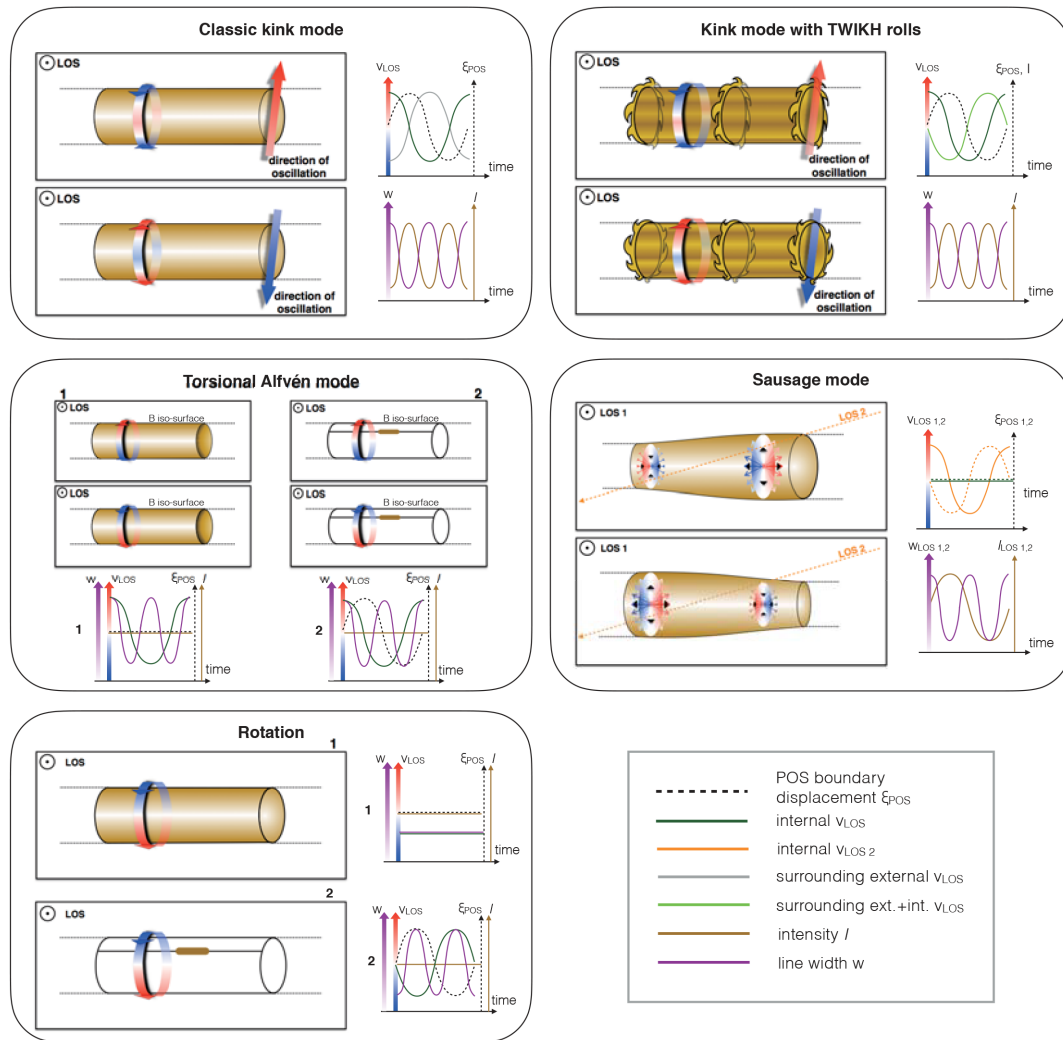 Classic kink mode
LOS
direction of
oscillation
vLOS
ξPOS
time
LOS
direction of
oscillation
w
I
time
Kink mode with TWIKH rolls
LOS
direction of
oscillation
vLOS
ξPOS, I
time
LOS
direction of
oscillation
w
I
time
Torsional Alfvén mode
1
2
LOS
B iso-surface
LOS
B iso-surface
LOS
B iso-surface
LOS
B iso-surface
w
vLOS
ξPOS
I
1
time
w
vLOS
ξPOS
I
2
time
Sausage mode
LOS 1
LOS 2
vLOS 1,2
ξPOS 1,2
time
LOS 1
LOS 2
wLOS 1,2
ILOS 1,2
time
Rotation
1
LOS
w
vLOS
ξPOS
I
1
time
2
LOS
w
vLOS
ξPOS
I
2
time
POS boundary
displacement ξPOS
internal vLOS
internal vLOS 2
surrounding external vLOS
surrounding ext.+int. vLOS
intensity I
line width w